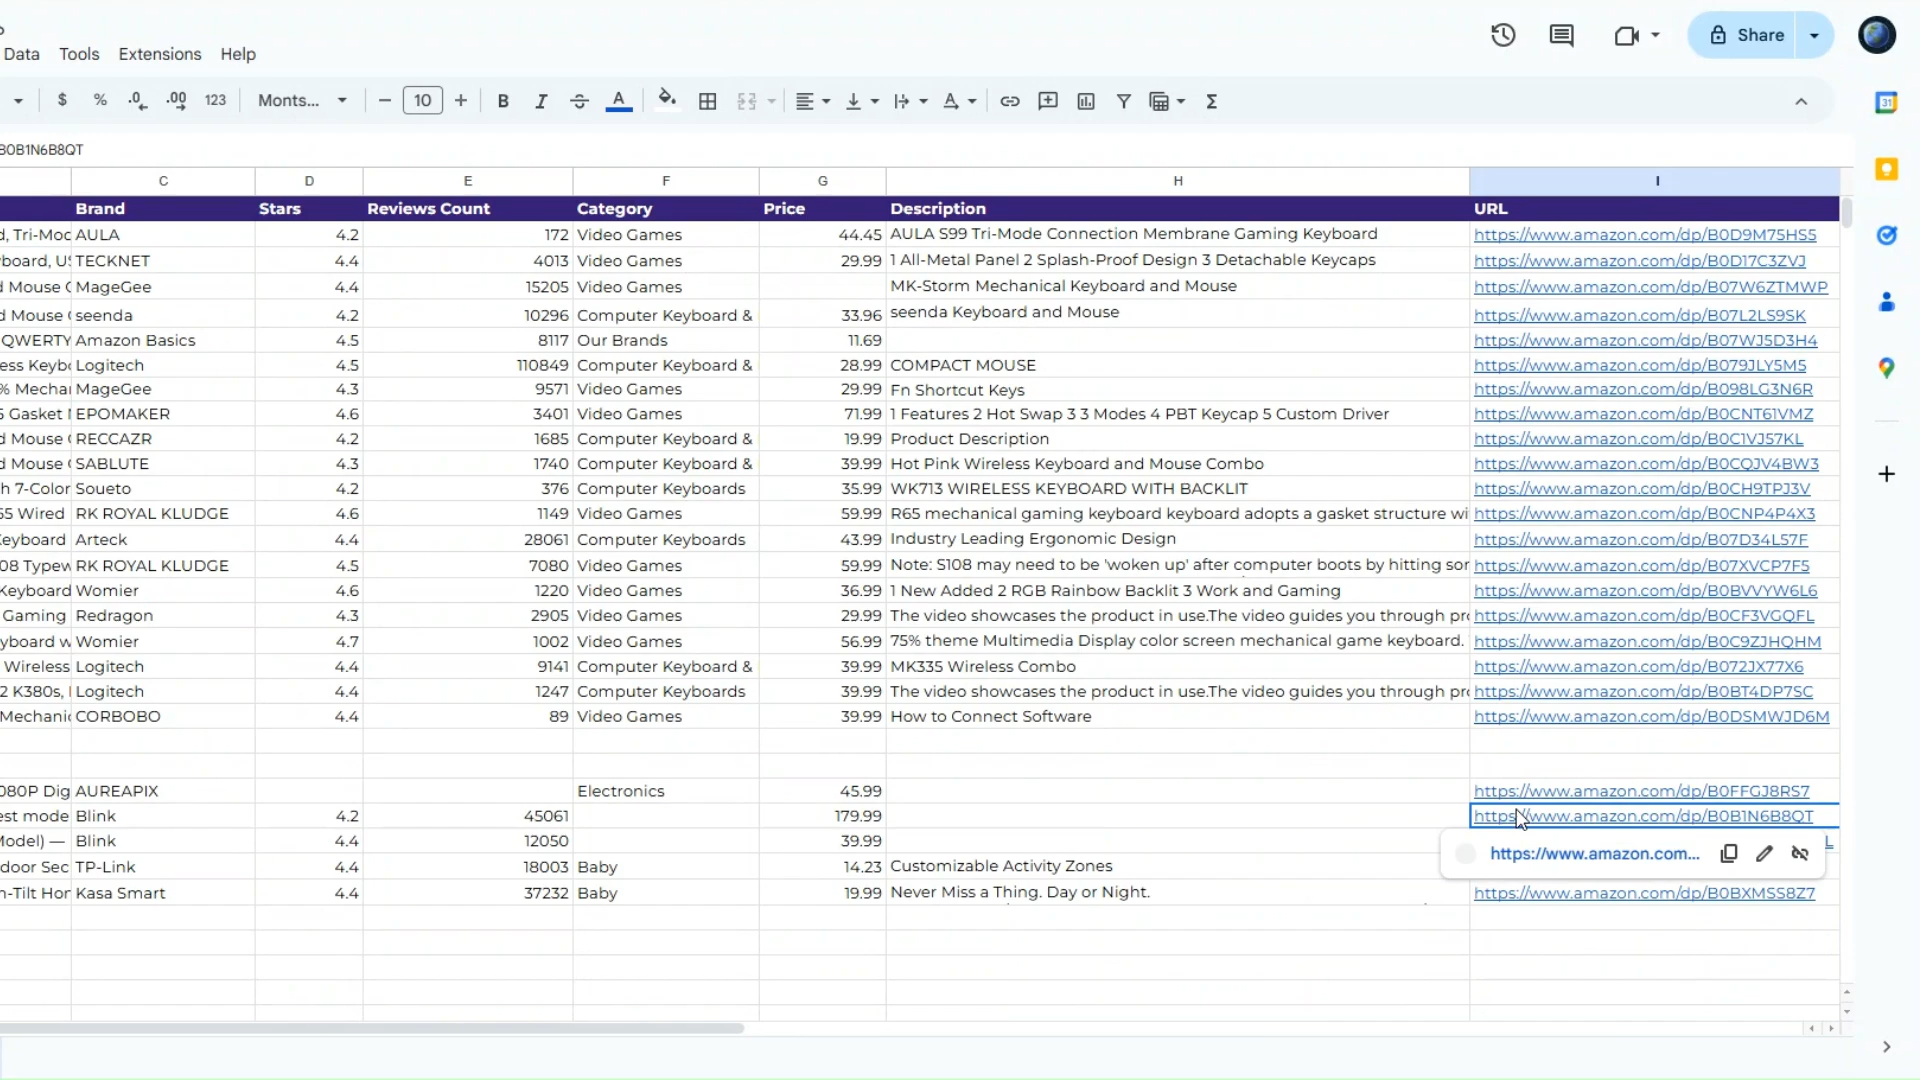 Data Tools Extensions Help
Share
$ % .0 .00 123 Monts... 10 B I A
B0B1N6B8QT
C D E F G H I
Brand Stars Reviews Count Category Price Description URL
d, Tri-Mod AULA 4.2 172 Video Games 44.45 AULA S99 Tri-Mode Connection Membrane Gaming Keyboard https://www.amazon.com/dp/B0D9M75HS5
yboard, US TECKNET 4.4 4013 Video Games 29.99 1 All-Metal Panel 2 Splash-Proof Design 3 Detachable Keycaps https://www.amazon.com/dp/B0D17C3ZVJ
d Mouse C MageGee 4.4 15205 Video Games MK-Storm Mechanical Keyboard and Mouse https://www.amazon.com/dp/B07W6ZTMWP
d Mouse C seenda 4.2 10296 Computer Keyboard & 33.96 seenda Keyboard and Mouse https://www.amazon.com/dp/B07L2LS9SK
QWERTY Amazon Basics 4.5 8117 Our Brands 11.69 https://www.amazon.com/dp/B07WJ5D3H4
ess Keybo Logitech 4.5 110849 Computer Keyboard & 28.99 COMPACT MOUSE https://www.amazon.com/dp/B079JLY5M5
% Mechan MageGee 4.3 9571 Video Games 29.99 Fn Shortcut Keys https://www.amazon.com/dp/B098LG3N6R
5 Gasket M EPOMAKER 4.6 3401 Video Games 71.99 1 Features 2 Hot Swap 3 3 Modes 4 PBT Keycap 5 Custom Driver https://www.amazon.com/dp/B0CNT61VMZ
d Mouse C RECCAZR 4.2 1685 Computer Keyboard & 19.99 Product Description https://www.amazon.com/dp/B0C1VJ57KL
d Mouse C SABLUTE 4.3 1740 Computer Keyboard & 39.99 Hot Pink Wireless Keyboard and Mouse Combo https://www.amazon.com/dp/B0CQJV4BW3
h 7-Color Soueto 4.2 376 Computer Keyboards 35.99 WK713 WIRELESS KEYBOARD WITH BACKLIT https://www.amazon.com/dp/B0CH9TPJ3V
65 Wired RK ROYAL KLUDGE 4.6 1149 Video Games 59.99 R65 mechanical gaming keyboard keyboard adopts a gasket structure wi https://www.amazon.com/dp/B0CNP4P4X3
eyboard Arteck 4.4 28061 Computer Keyboards 43.99 Industry Leading Ergonomic Design https://www.amazon.com/dp/B07D34L57F
08 Typew RK ROYAL KLUDGE 4.5 7080 Video Games 59.99 Note: S108 may need to be 'woken up' after computer boots by hitting som https://www.amazon.com/dp/B07XVCP7F5
Keyboard Womier 4.6 1220 Video Games 36.99 1 New Added 2 RGB Rainbow Backlit 3 Work and Gaming https://www.amazon.com/dp/B0BVVYW6L6
Gaming Redragon 4.3 2905 Video Games 29.99 The video showcases the product in use.The video guides you through pro https://www.amazon.com/dp/B0CF3VGQFL
yboard w Womier 4.7 1002 Video Games 56.99 75% theme Multimedia Display color screen mechanical game keyboard. https://www.amazon.com/dp/B0C9ZJHQHM
Wireless Logitech 4.4 9141 Computer Keyboard & 39.99 MK335 Wireless Combo https://www.amazon.com/dp/B072JX77X6
2 K380s, Logitech 4.4 1247 Computer Keyboards 39.99 The video showcases the product in use.The video guides you through pro https://www.amazon.com/dp/B0BT4DP7SC
Mechanic CORBOBO 4.4 89 Video Games 39.99 How to Connect Software https://www.amazon.com/dp/B0DSMWJD6M
080P Dig AUREAPIX Electronics 45.99 https://www.amazon.com/dp/B0FFGJ8RS7
est mode Blink 4.2 45061 179.99 https://www.amazon.com/dp/B0B1N6B8QT
Model) — Blink 4.4 12050 39.99
https://www.amazon.com...
door Sec TP-Link 4.4 18003 Baby 14.23 Customizable Activity Zones
n-Tilt Hor Kasa Smart 4.4 37232 Baby 19.99 Never Miss a Thing. Day or Night. https://www.amazon.com/dp/B0BXMSS8Z7